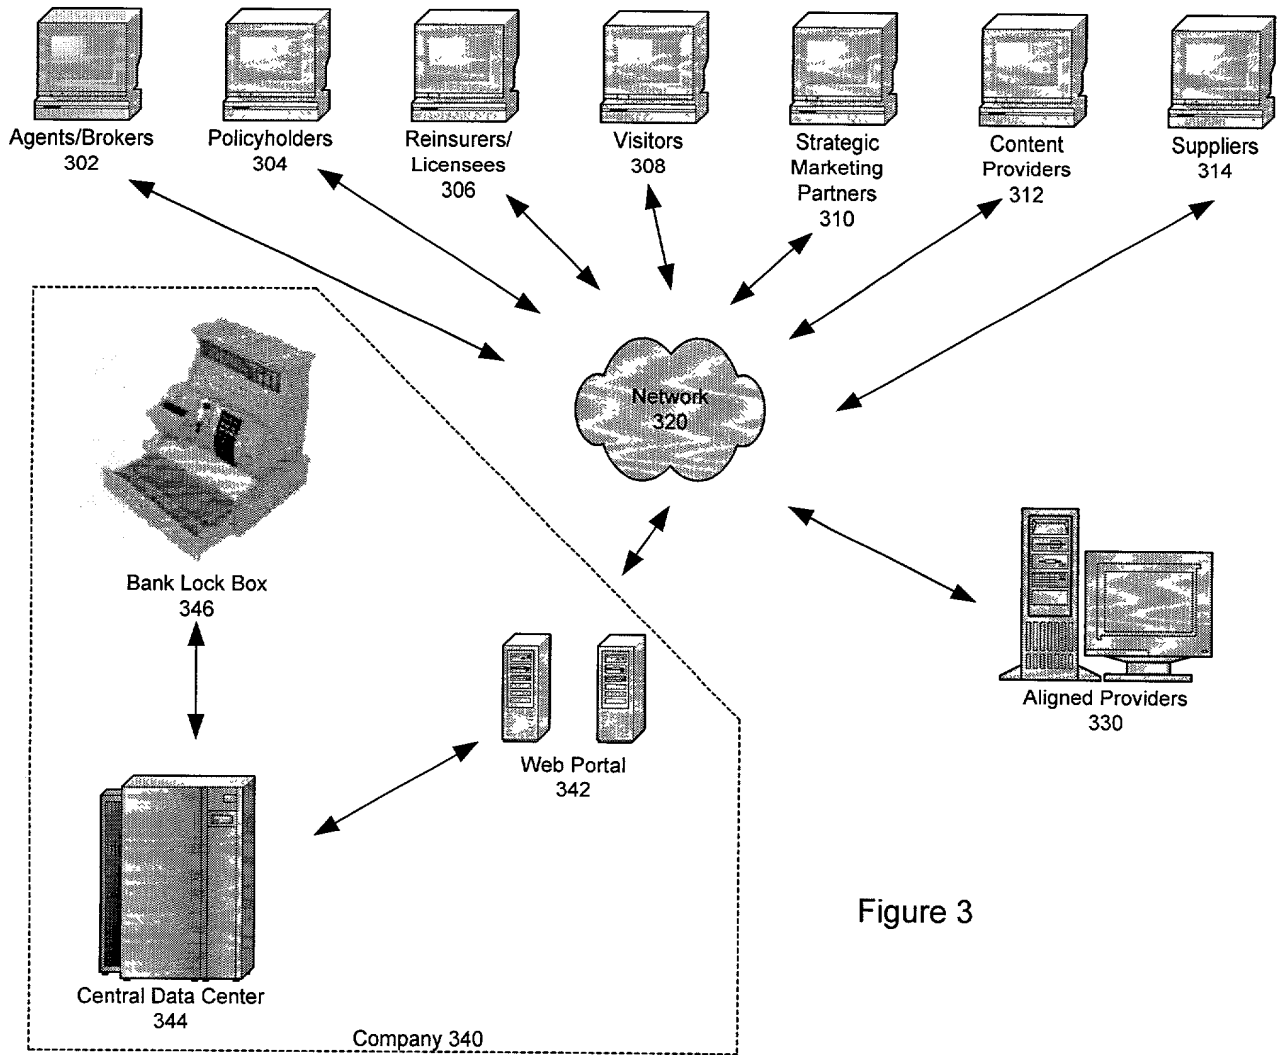 Agents/Brokers
302
Policyholders
304
Reinsurers/
Licensees
306
Visitors
308
Strategic
Marketing
Partners
310
Content
Providers
312
Suppliers
314
Network
320
Bank Lock Box
346
Aligned Providers
330
Web Portal
342
Central Data Center
344
Company 340
Figure 3